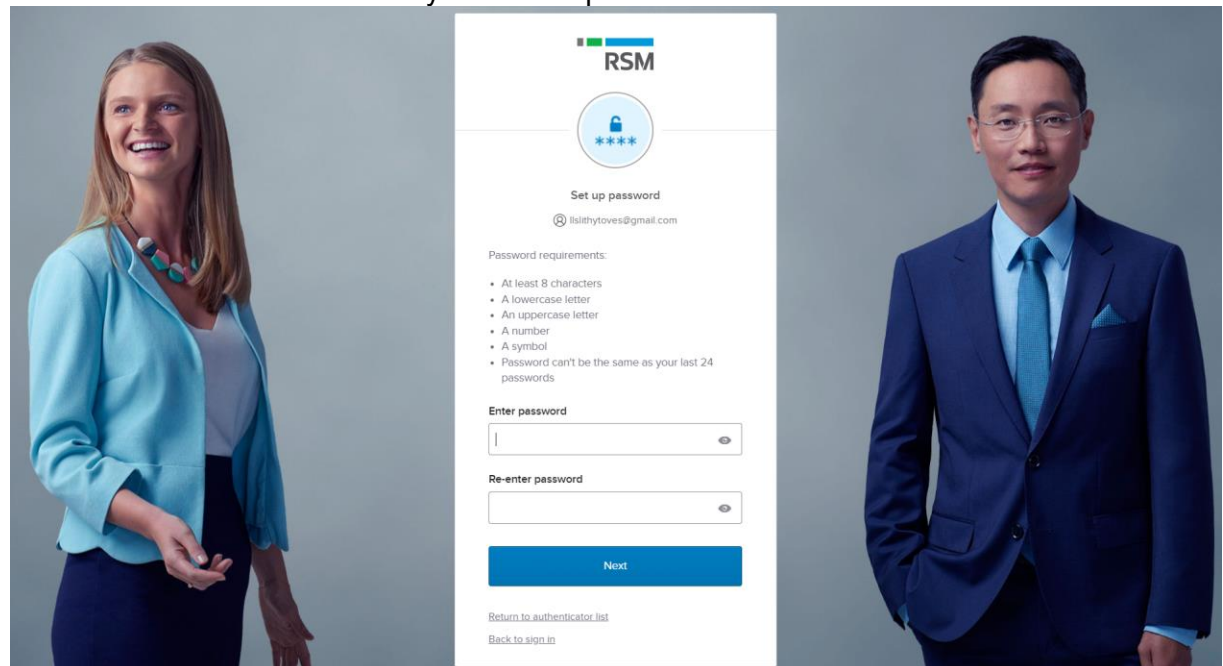 RSM
****
Set up password
llslithytoves@gmail.com
Password requirements:
• At least 8 characters
• A lowercase letter
• An uppercase letter
• A number
• A symbol
• Password can't be the same as your last 24
passwords
Enter password
Re-enter password
Next
Return to authenticator list
Back to sign in